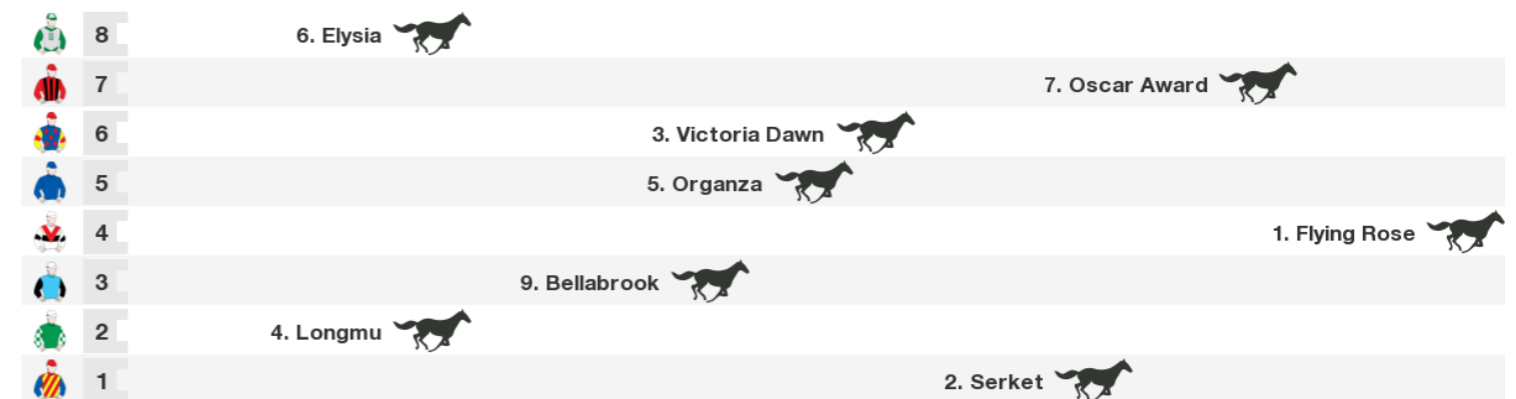 8 6. Elysia
7 7. Oscar Award
6 3. Victoria Dawn
5 5. Organza
4 1. Flying Rose
3 9. Bellabrook
2 4. Longmu
1 2. Serket